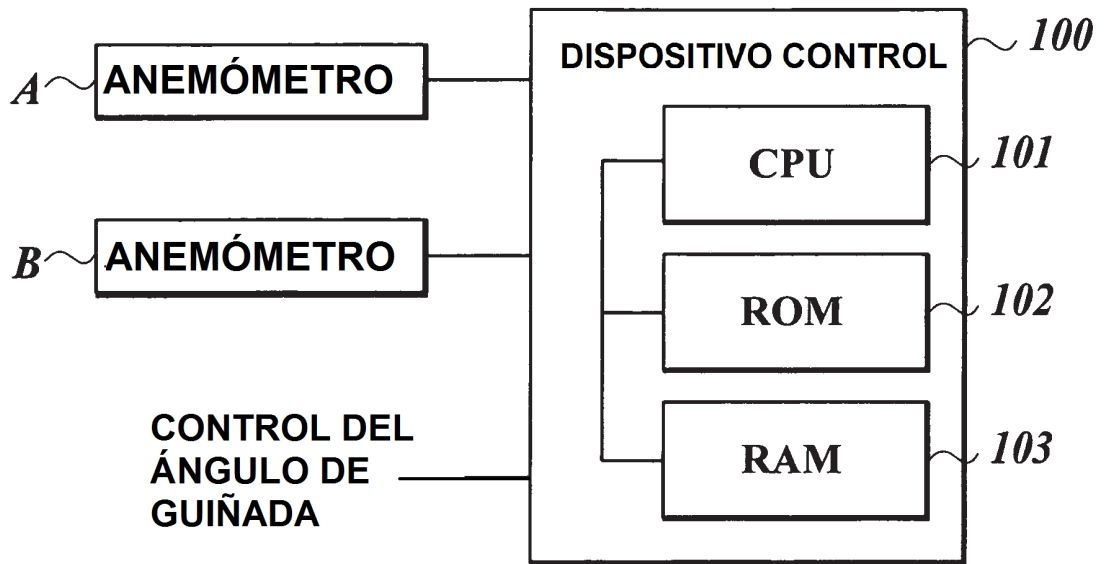 A
ANEMÓMETRO
B
ANEMÓMETRO
CONTROL DEL
ÁNGULO DE
GUIÑADA
DISPOSITIVO CONTROL
100
CPU
101
ROM
102
RAM
103